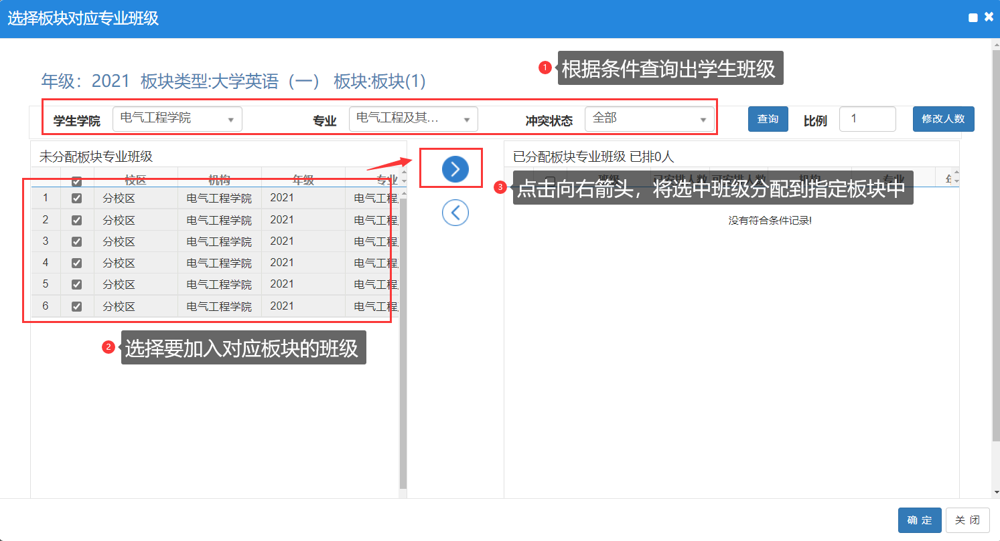 选择板块对应专业班级
1 根据条件查询出学生班级
年级：2021 板块类型:大学英语（一） 板块:板块(1)
学生学院 电气工程学院 专业 电气工程及其… 冲突状态 全部 查询 比例 1 修改人数
未分配板块专业班级
已分配板块专业班级 已排0人
校区 机构 年级 专业
班级 已安排人数 可安排人数 机构 专业
3 点击向右箭头，将选中班级分配到指定板块中
1 分校区 电气工程学院 2021 电气工程
2 分校区 电气工程学院 2021 电气工程
3 分校区 电气工程学院 2021 电气工程
4 分校区 电气工程学院 2021 电气工程
5 分校区 电气工程学院 2021 电气工程
6 分校区 电气工程学院 2021 电气工程
没有符合条件记录!
2 选择要加入对应板块的班级
确 定 关 闭